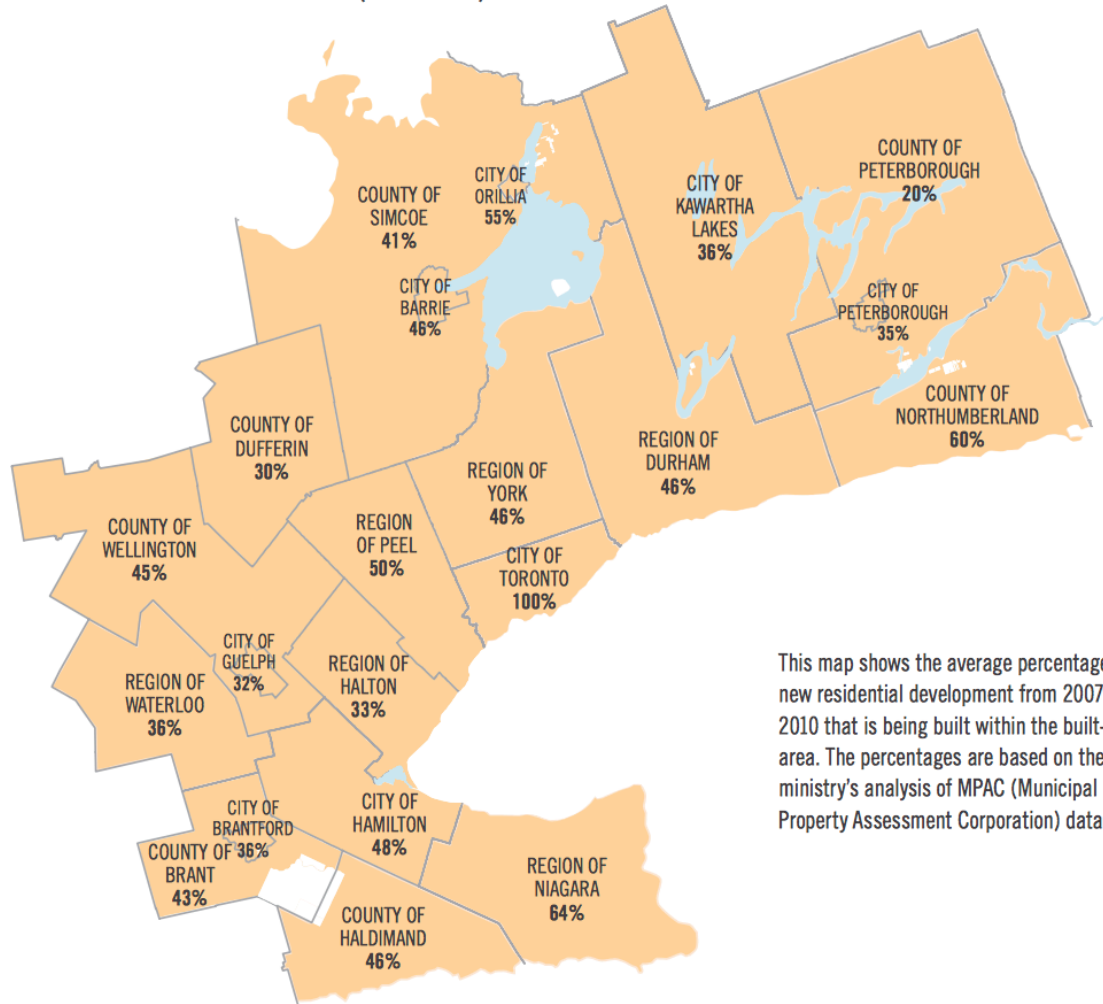 COUNTY OF
PETERBOROUGH
20%
CITY OF
ORILLIA
55%
CITY OF
KAWARTHA
LAKES
36%
COUNTY OF
SIMCOE
41%
CITY OF
BARRIE
46%
CITY OF
PETERBOROUGH
35%
COUNTY OF
NORTHUMBERLAND
60%
COUNTY OF
DUFFERIN
30%
REGION OF
DURHAM
46%
REGION OF
YORK
46%
COUNTY OF
WELLINGTON
45%
REGION
OF PEEL
50%
CITY OF
TORONTO
100%
CITY OF
GUELPH
32%
REGION OF
HALTON
33%
REGION OF
WATERLOO
36%
This map shows the average percentage
new residential development from 2007
2010 that is being built within the built-
area. The percentages are based on the
ministry's analysis of MPAC (Municipal
Property Assessment Corporation) data
CITY OF
BRANTFORD
36%
CITY OF
HAMILTON
48%
COUNTY OF
BRANT
43%
REGION OF
NIAGARA
64%
COUNTY OF
HALDIMAND
46%